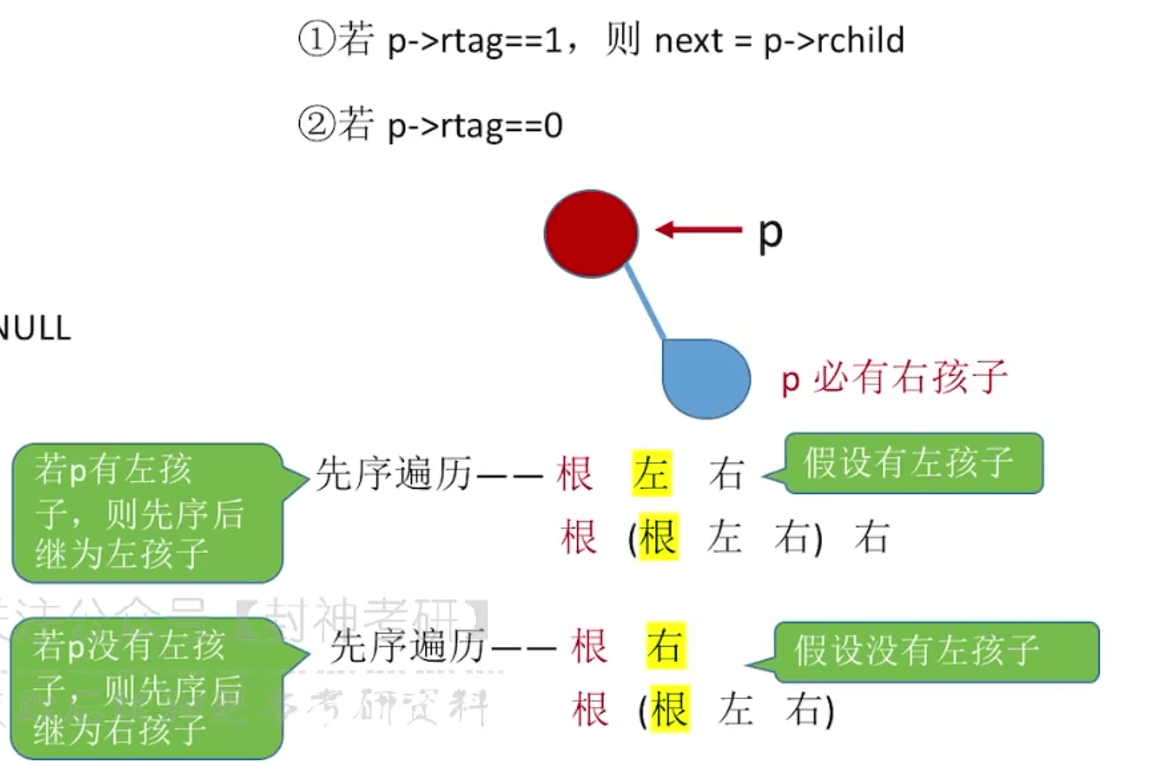 ①若 p->rtag==1，则 next = p->rchild
②若 p->rtag==0
p
NULL
p 必有右孩子
若p有左孩
子，则先序后
继为左孩子
先序遍历—— 根 左 右
假设有左孩子
根 (根 左 右) 右
关注公众号【封神考研】
若p没有左孩
子，则先序后
继为右孩子
先序遍历—— 根 右
假设没有左孩子
根 (根 左 右)
考研资料